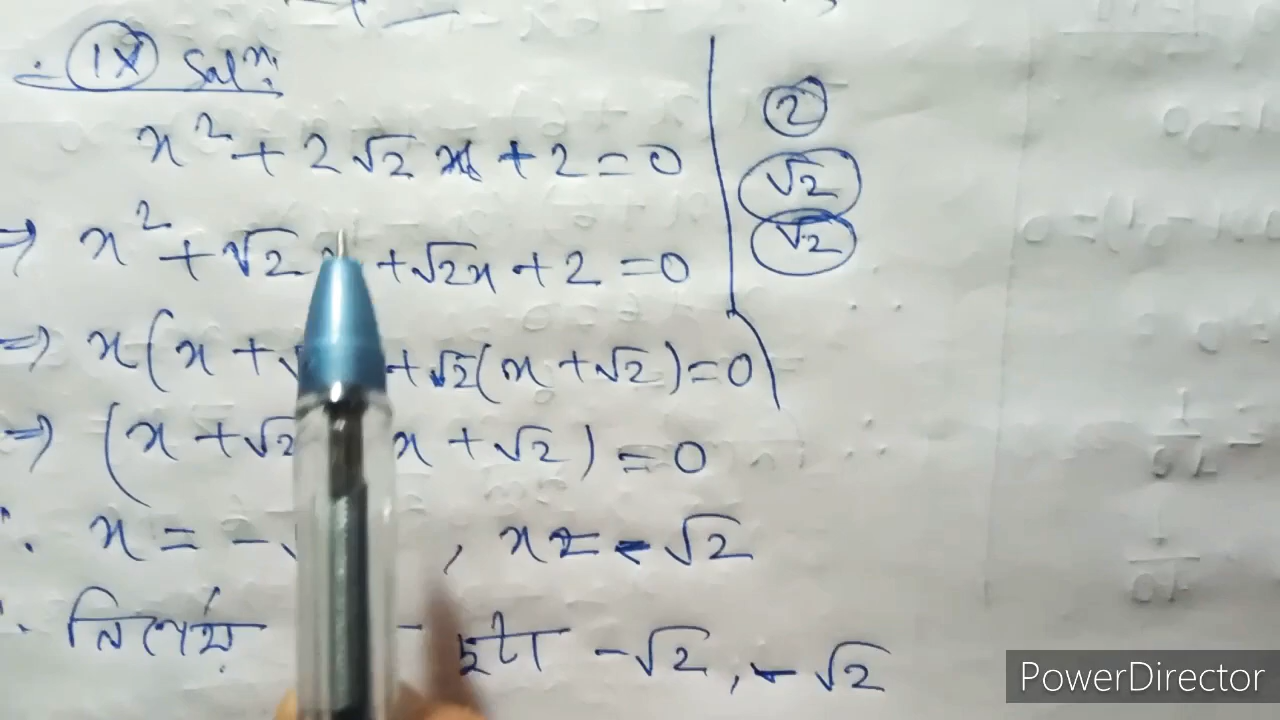 (ix) Solⁿ:
x² + 2√2 x + 2 = 0
⇒ x² + √2 + √2x + 2 = 0
⇒ x(x + √ + √2(x + √2) = 0
⇒ (x + √2 x + √2) = 0
∴ x = -√ , x = -√2
∴ নিৰ্ণেয় - দুটা -√2, -√2
2
√2
√2
PowerDirector